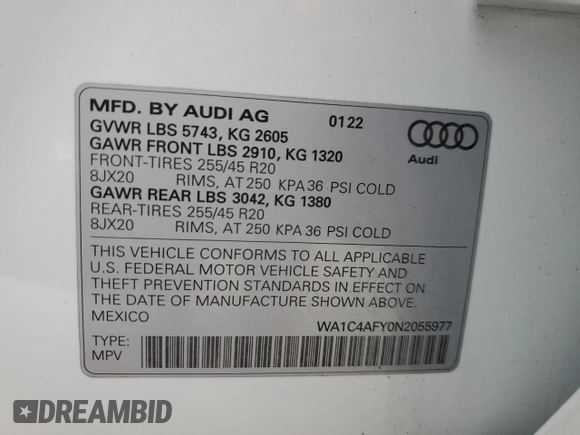 MFD. BY AUDI AG 0122
GVWR LBS 5743, KG 2605
GAWR FRONT LBS 2910, KG 1320
FRONT-TIRES 255/45 R20
8JX20 RIMS, AT 250 KPA 36 PSI COLD
GAWR REAR LBS 3042, KG 1380
REAR-TIRES 255/45 R20
8JX20 RIMS, AT 250 KPA 36 PSI COLD
Audi
THIS VEHICLE CONFORMS TO ALL APPLICABLE
U.S. FEDERAL MOTOR VEHICLE SAFETY AND
THEFT PREVENTION STANDARDS IN EFFECT ON
THE DATE OF MANUFACTURE SHOWN ABOVE.
MEXICO WA1C4AFY0N2055977
TYPE:
MPV
DREAMBID